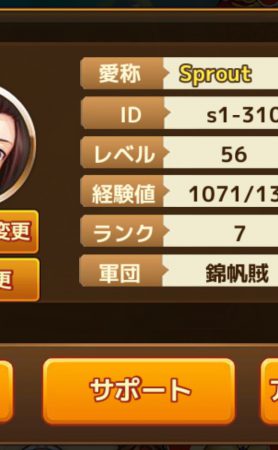 愛称 Sprout
ID s1-310
レベル 56
経験値 1071/13
ランク 7
変更
軍団 錦帆賊
更
サポート